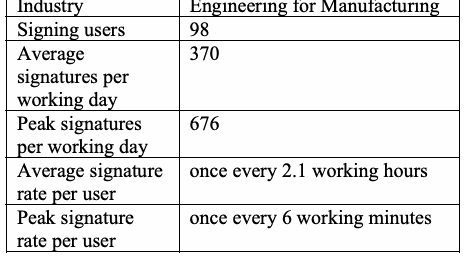 Industry Engineering for Manufacturing
Signing users 98
Average 370
signatures per
working day
Peak signatures 676
per working day
Average signature once every 2.1 working hours
rate per user
Peak signature once every 6 working minutes
rate per user